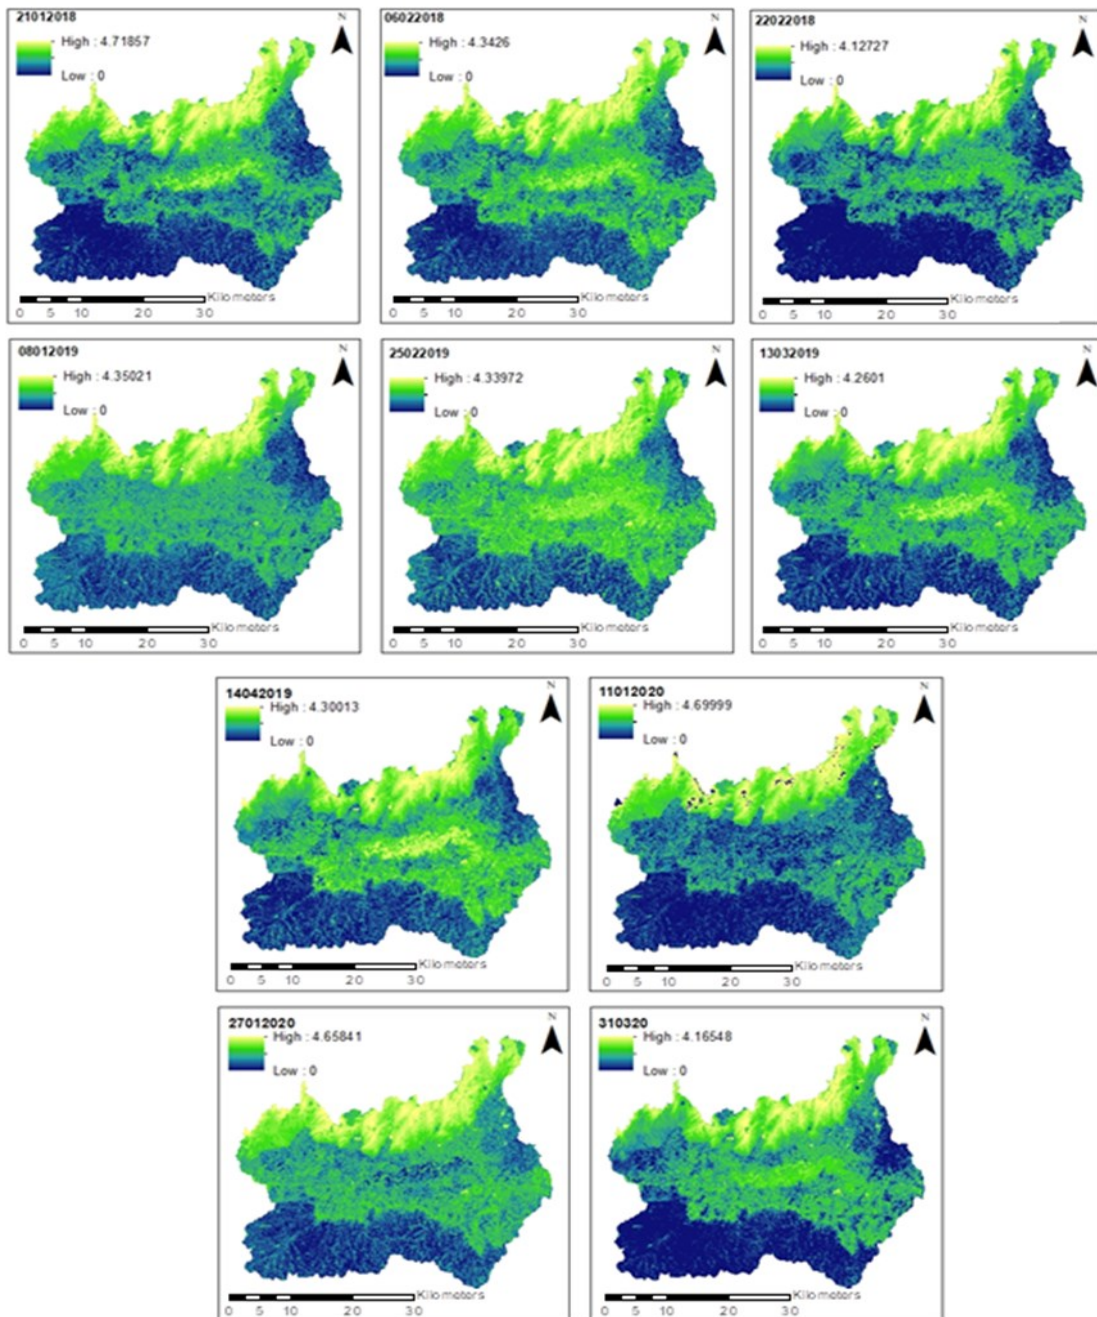 21012018
N
High : 4.71857
Low : 0
Kilometers
0 5 10 20 30
06022018
N
High : 4.3426
Low : 0
Kilometers
0 5 10 20 30
22022018
N
High : 4.12727
Low : 0
Kilometers
0 5 10 20 30
08012019
N
High : 4.35021
Low : 0
Kilometers
0 5 10 20 30
25022019
N
High : 4.33972
Low : 0
Kilometers
0 5 10 20 30
13032019
N
High : 4.2601
Low : 0
Kilometers
0 5 10 20 30
14042019
N
High : 4.30013
Low : 0
Kilometers
0 5 10 20 30
11012020
N
High : 4.69999
Low : 0
Kilometers
0 5 10 20 30
27012020
N
High : 4.65841
Low : 0
Kilometers
0 5 10 20 30
310320
N
High : 4.16548
Low : 0
Kilometers
0 5 10 20 30